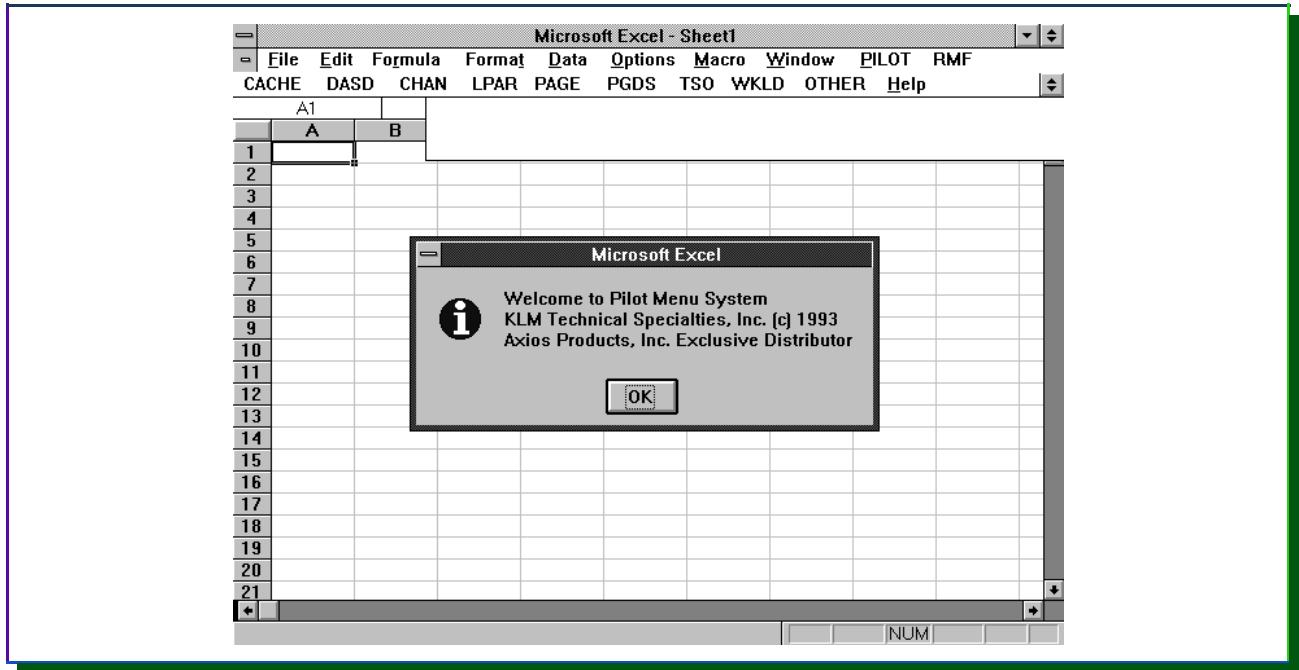 Microsoft Excel - Sheet1
File Edit Formula Format Data Options Macro Window PILOT RMF
CACHE DASD CHAN LPAR PAGE PGDS TSO WKLD OTHER Help
A1
A B
1
2
3
4
5
6
7
8
9
10
11
12
13
14
15
16
17
18
19
20
21
Microsoft Excel
Welcome to Pilot Menu System
KLM Technical Specialties, Inc. (c) 1993
Axios Products, Inc. Exclusive Distributor
OK
NUM